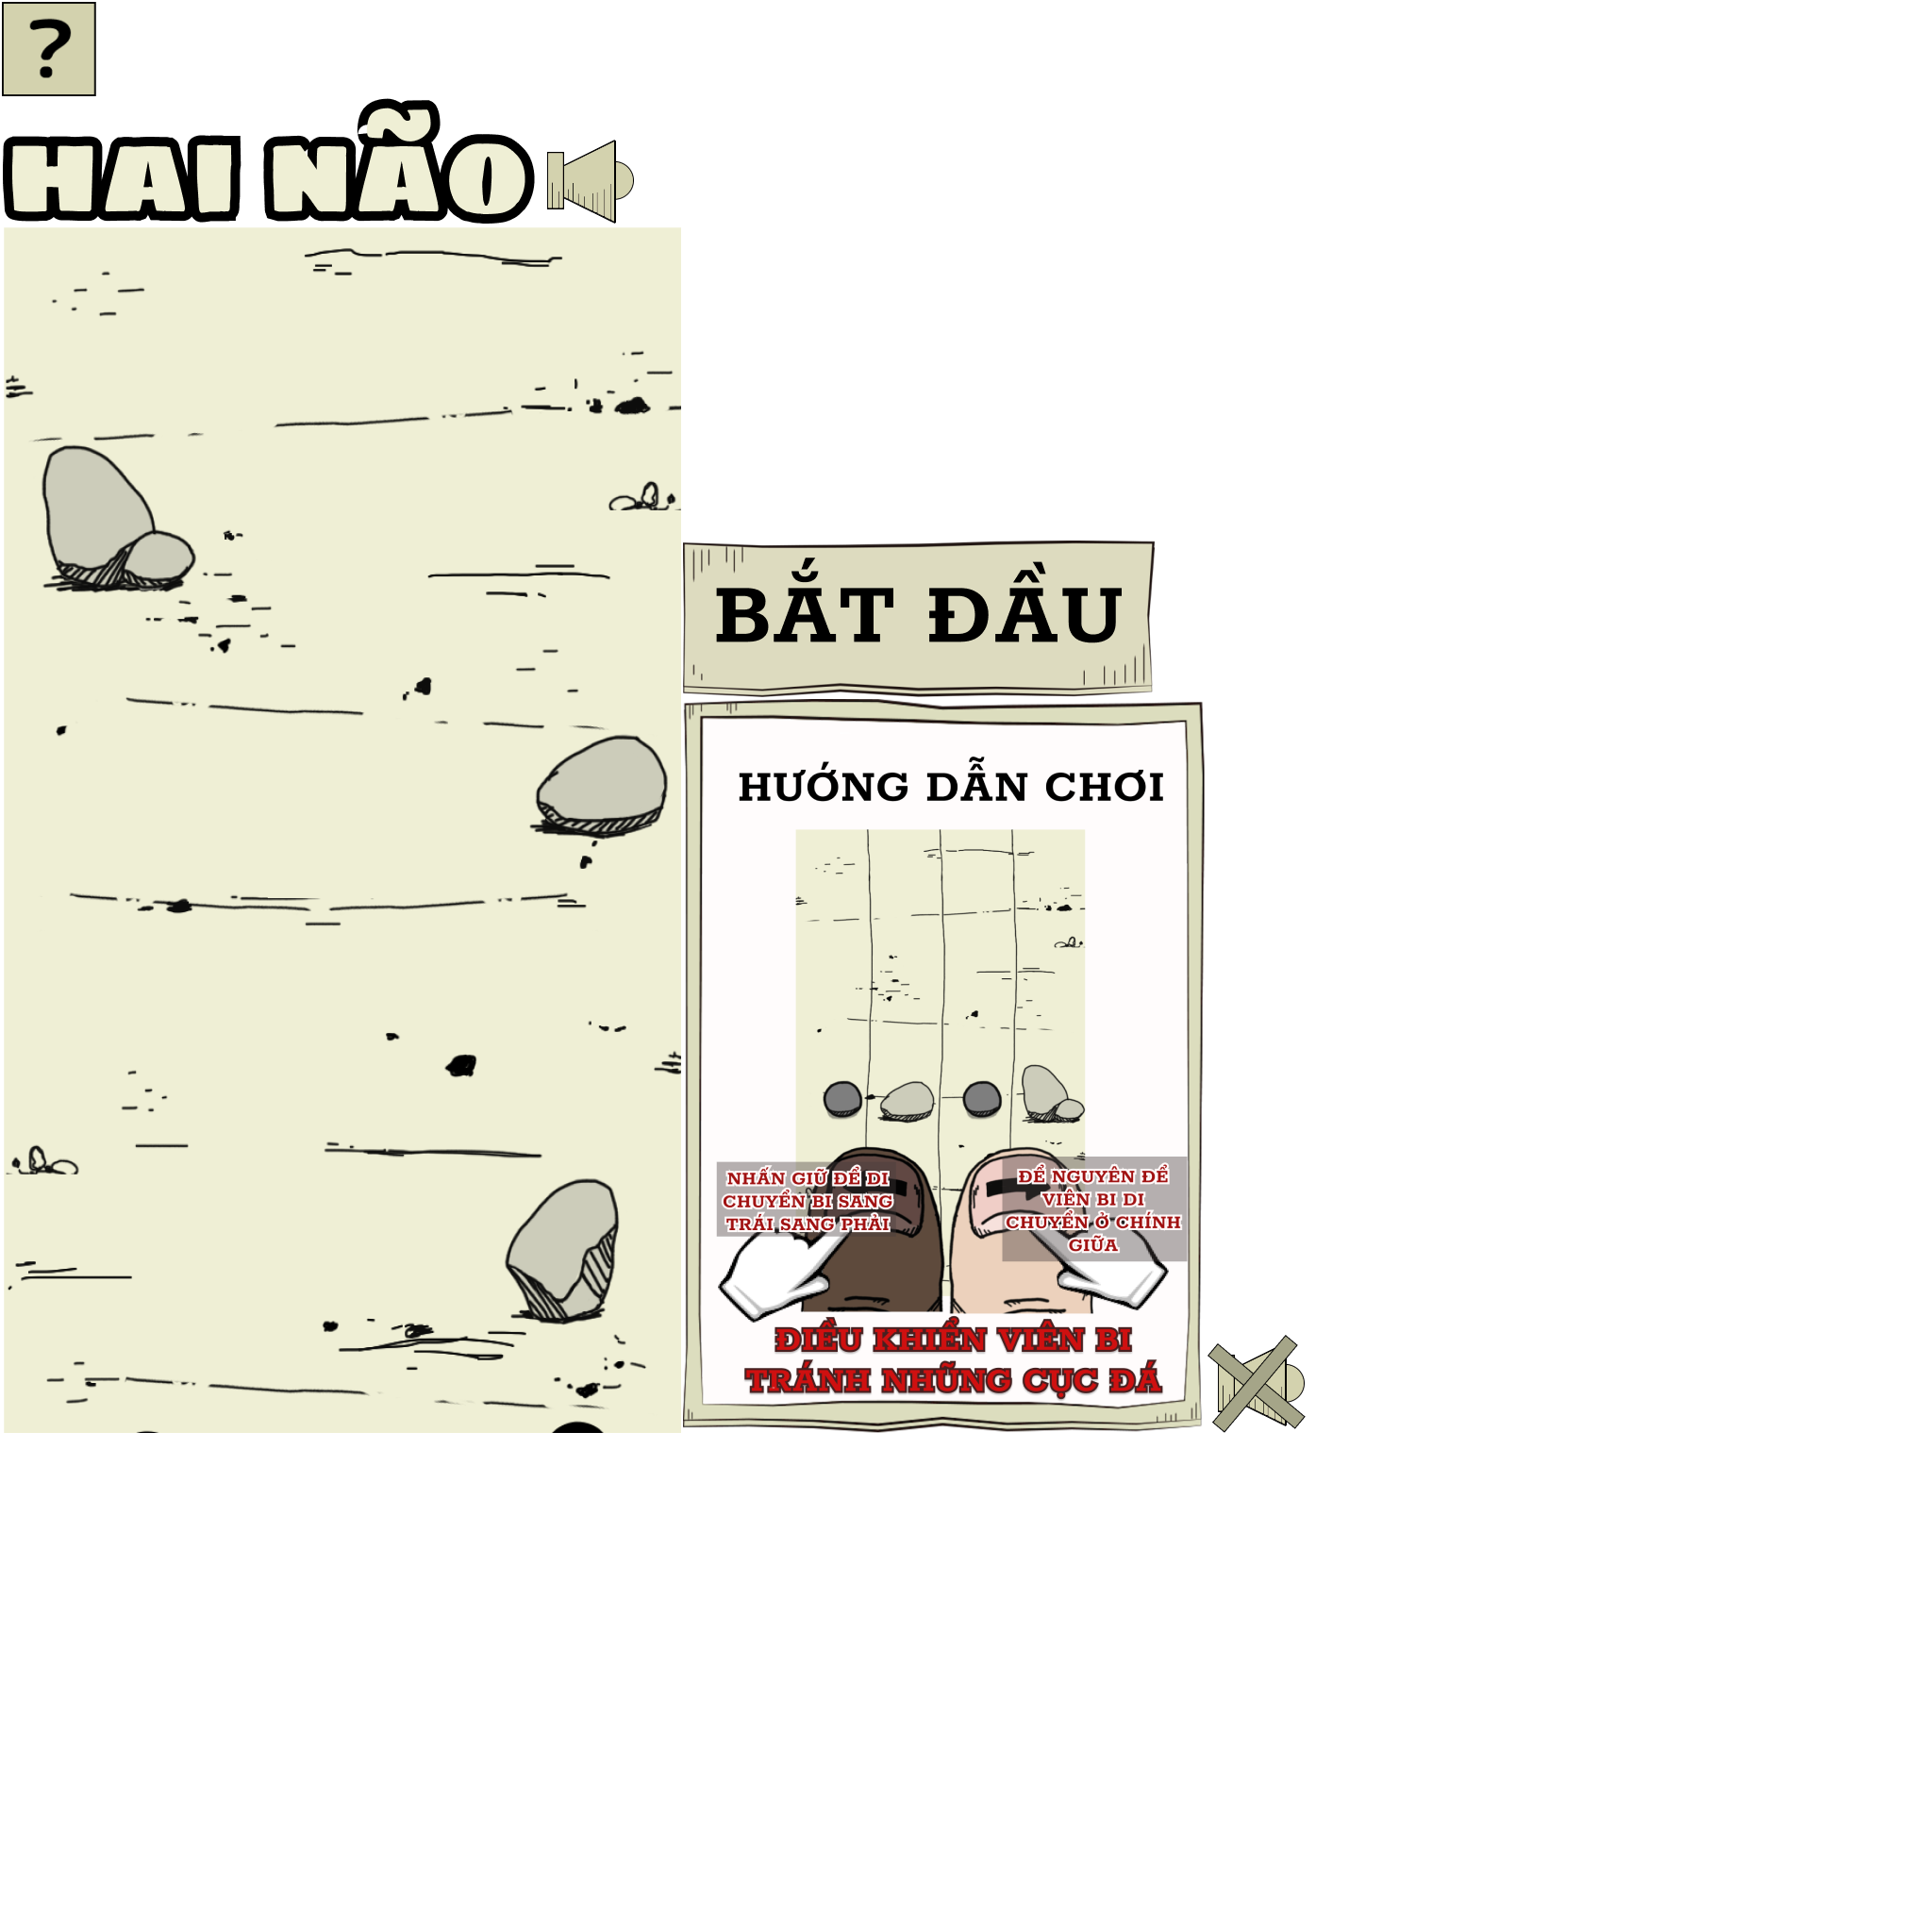 ?
HAI NÃO
BẮT ĐẦU
HƯỚNG DẪN CHƠI
NHẤN GIỮ ĐỂ DI
CHUYỂN BI SANG
TRÁI SANG PHẢI
ĐỂ NGUYÊN ĐỂ
VIÊN BI DI
CHUYỂN Ở CHÍNH
GIỮA
ĐIỀU KHIỂN VIÊN BI
TRÁNH NHỮNG CỤC ĐÁ